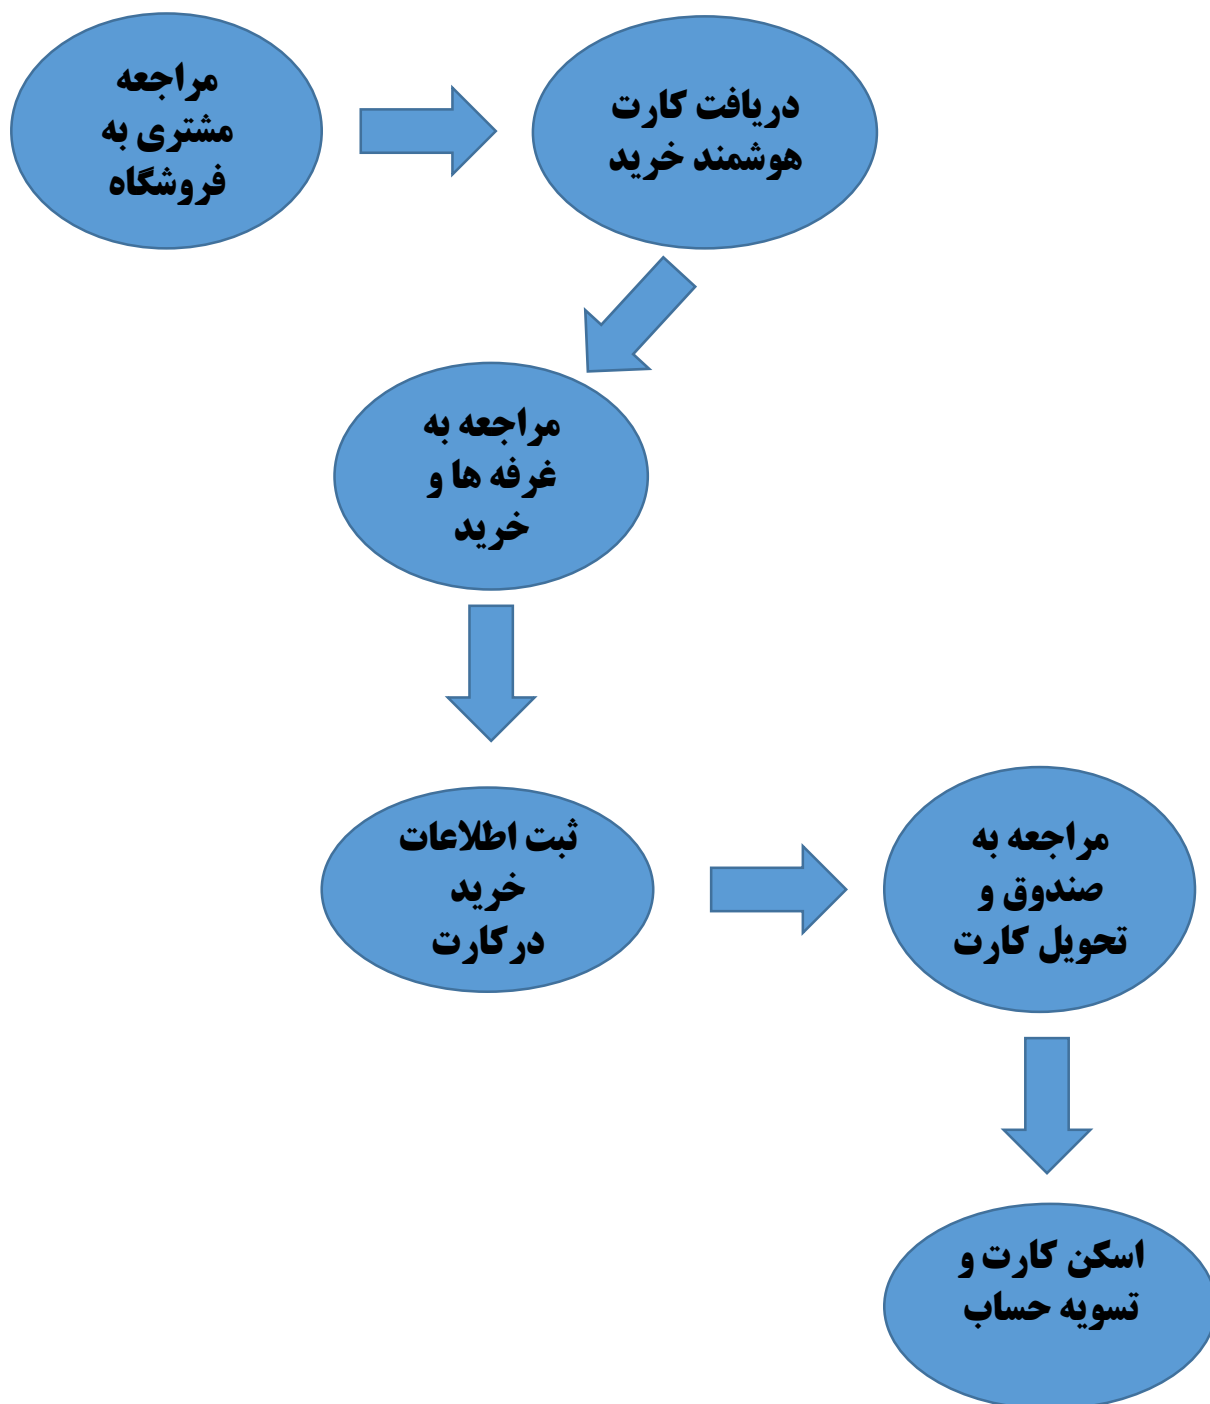 مراجعه
مشتری به
فروشگاه
دریافت کارت
هوشمند خرید
مراجعه به
غرفه ها و
خرید
ثبت اطلاعات
خرید
درکارت
مراجعه به
صندوق و
تحویل کارت
اسکن کارت و
تسویه حساب